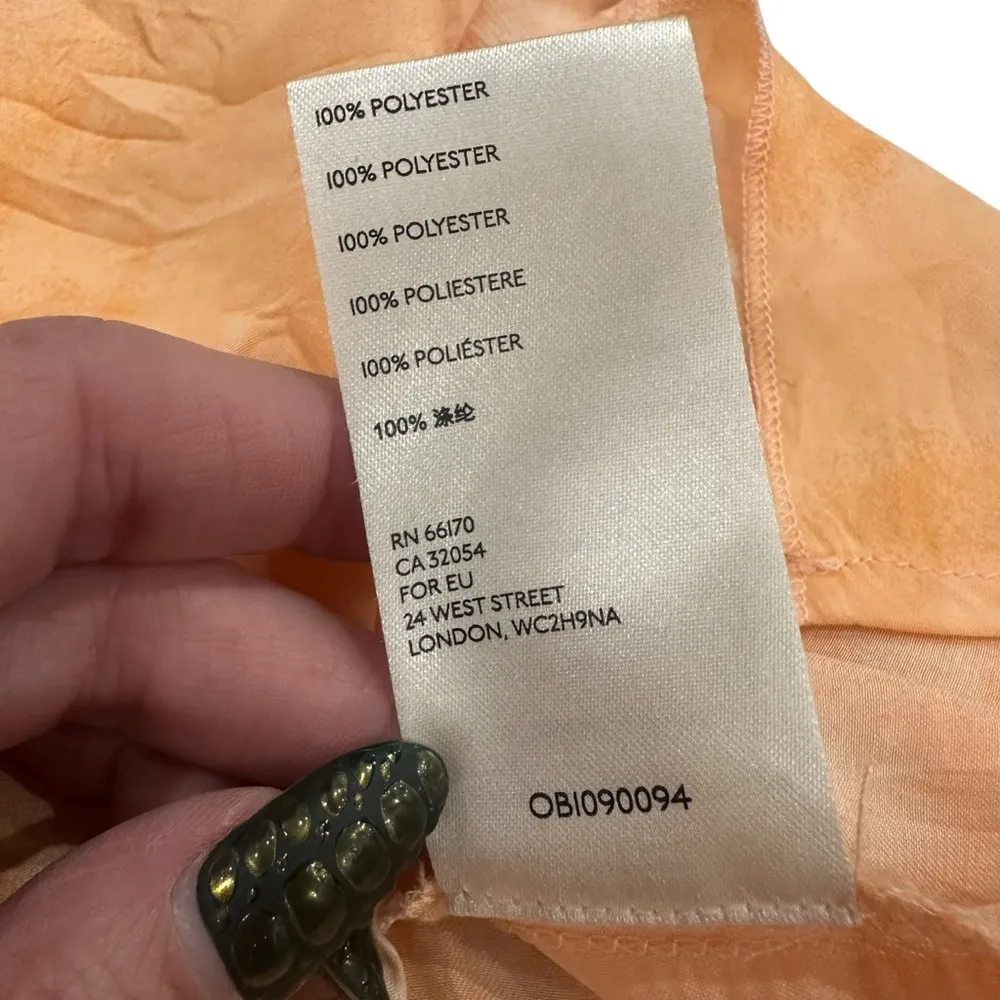 100% POLYESTER
100% POLYESTER
100% POLYESTER
100% POLIESTERE
100% POLIÉSTER
100% 涤纶
RN 66170
CA 32054
FOR EU
24 WEST STREET
LONDON, WC2H9NA
OB1090094